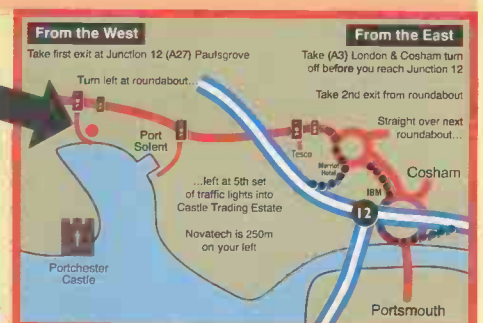 From the West
Take first exit at Junction 12 (A27) Paulsgrove
Turn left at roundabout...
From the East
Take (A3) London & Cosham turn
off before you reach Junction 12
Take 2nd exit from roundabout
Straight over next
roundabout...
Port
Solent
Tesco
Marriott
Hotel
Cosham
IBM
12
...left at 5th set
of traffic lights into
Castle Trading Estate
Novatech is 250m
on your left
Portchester
Castle
Portsmouth